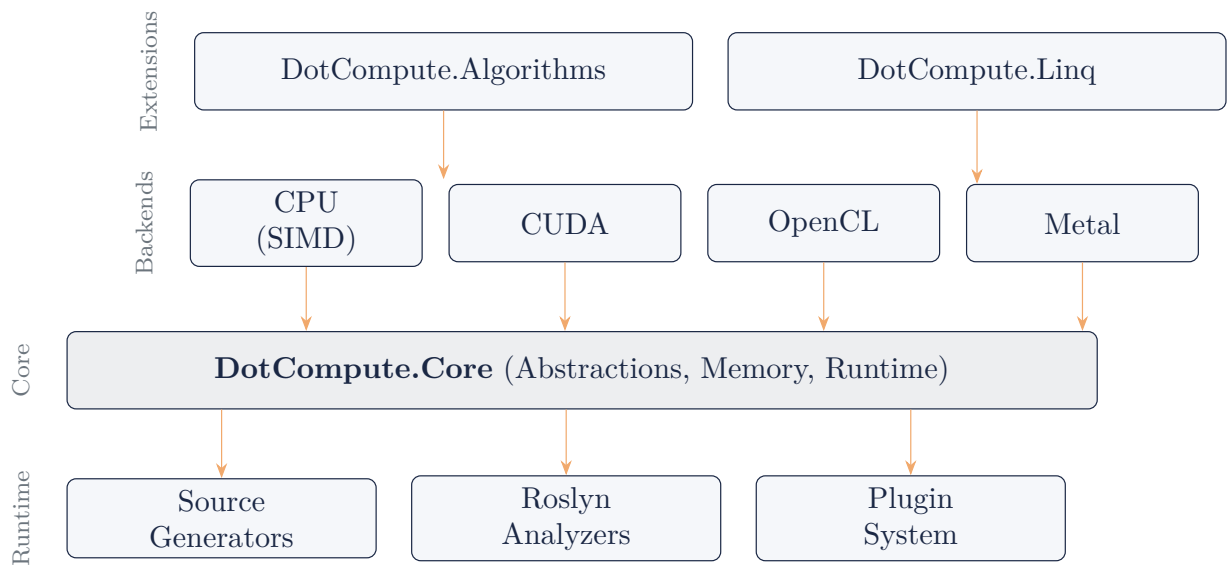 Extensions
DotCompute.Algorithms
DotCompute.Linq
Backends
CPU
(SIMD)
CUDA
OpenCL
Metal
Core
DotCompute.Core (Abstractions, Memory, Runtime)
Runtime
Source
Generators
Roslyn
Analyzers
Plugin
System